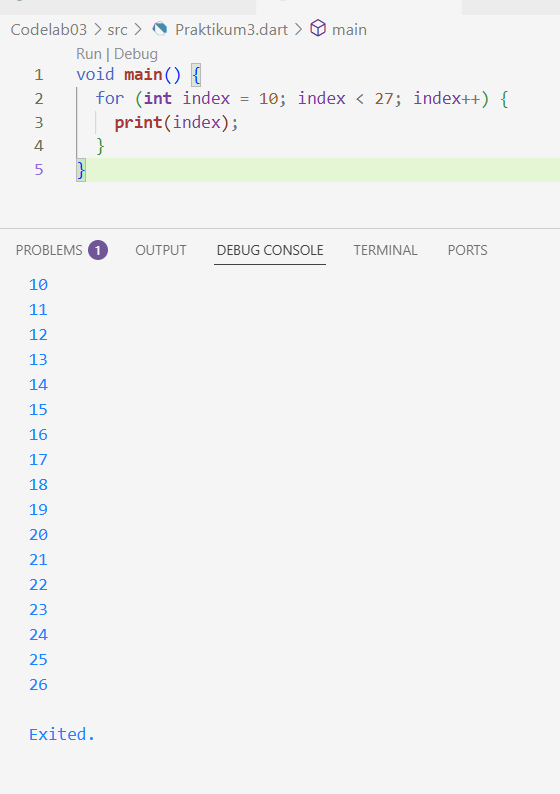 Codelab03 > src > Praktikum3.dart > main
Run | Debug
1 void main() {
2 for (int index = 10; index < 27; index++) {
3 print(index);
4 }
5 }
PROBLEMS 1 OUTPUT DEBUG CONSOLE TERMINAL PORTS
10
11
12
13
14
15
16
17
18
19
20
21
22
23
24
25
26
Exited.